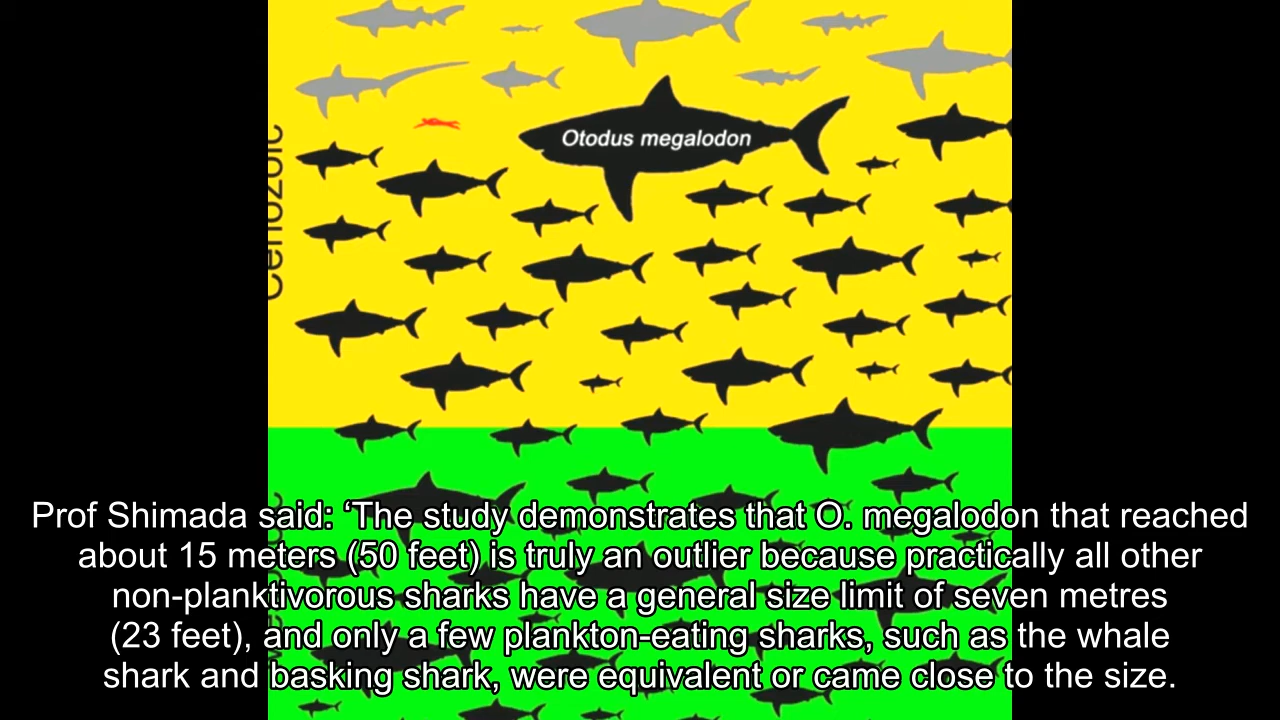 Otodus megalodon
Cenozoic
Prof Shimada said: ‘The study demonstrates that O. megalodon that reached
about 15 meters (50 feet) is truly an outlier because practically all other
non-planktivorous sharks have a general size limit of seven metres
(23 feet), and only a few plankton-eating sharks, such as the whale
shark and basking shark, were equivalent or came close to the size.